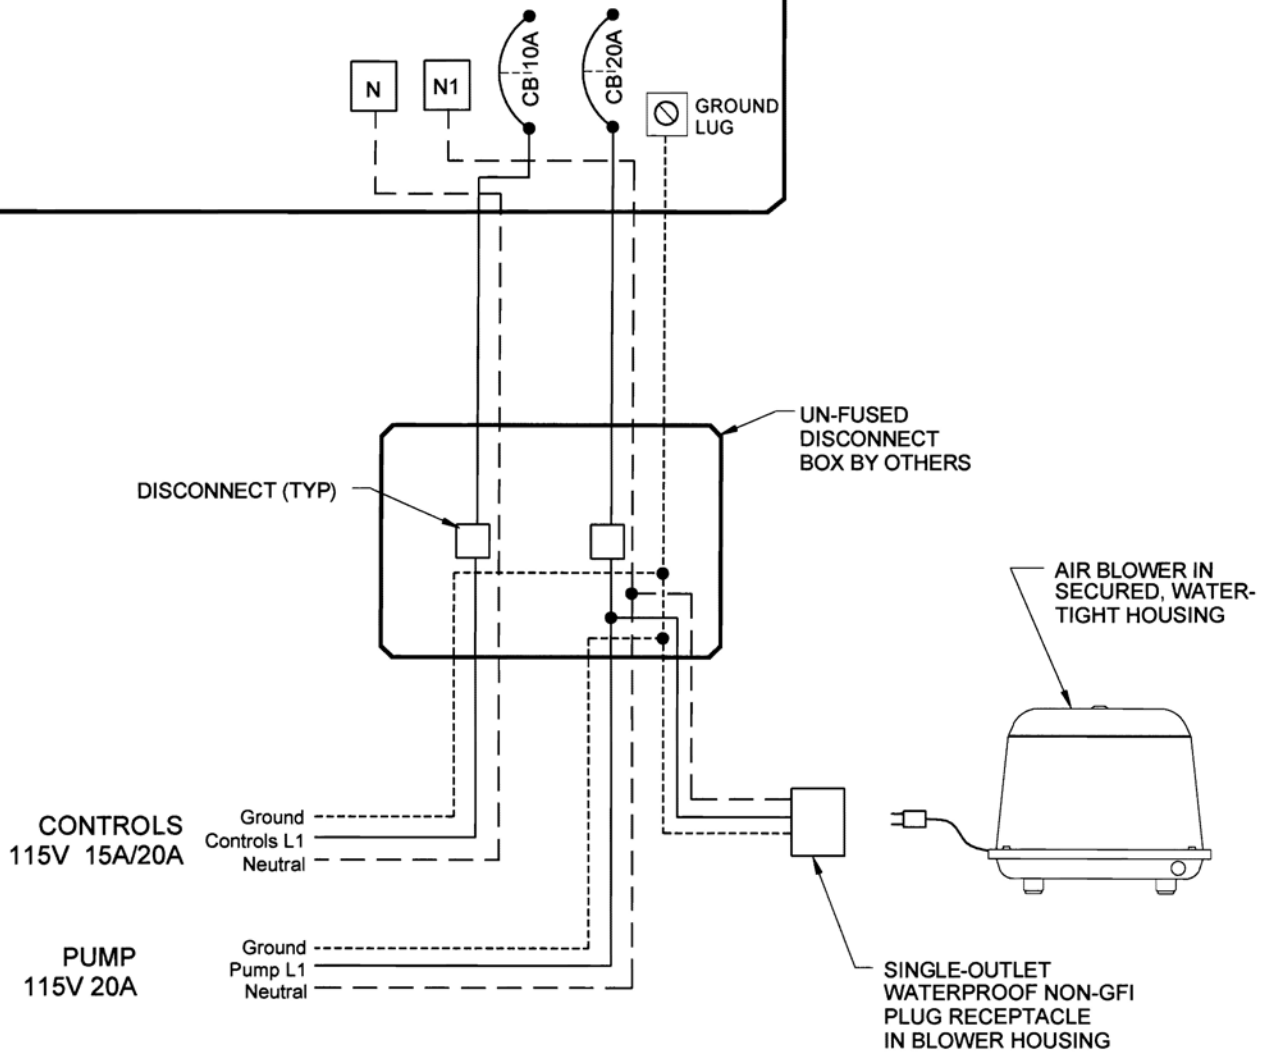 CB 10A
CB 20A
N
N1
GROUND
LUG
UN-FUSED
DISCONNECT
BOX BY OTHERS
DISCONNECT (TYP)
AIR BLOWER IN
SECURED, WATER-
TIGHT HOUSING
CONTROLS
115V 15A/20A
Ground
Controls L1
Neutral
PUMP
115V 20A
Ground
Pump L1
Neutral
SINGLE-OUTLET
WATERPROOF NON-GFI
PLUG RECEPTACLE
IN BLOWER HOUSING